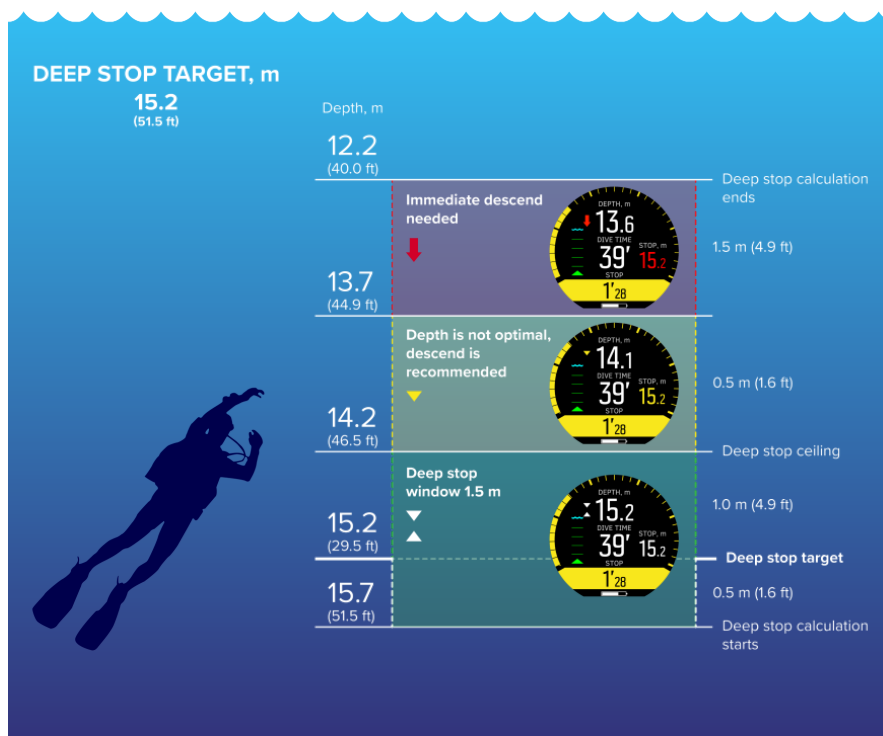 DEEP STOP TARGET, m
15.2
(51.5 ft)
Depth, m
12.2
(40.0 ft)
Deep stop calculation
ends
Immediate descend
needed
DEPTH, m
13.6
DIVE TIME
STOP, m
39' 15.2
STOP
1'28
1.5 m (4.9 ft)
13.7
(44.9 ft)
Depth is not optimal,
descend is
recommended
DEPTH, m
14.1
DIVE TIME
STOP, m
39' 15.2
STOP
1'28
0.5 m (1.6 ft)
14.2
(46.5 ft)
Deep stop ceiling
Deep stop
window 1.5 m
DEPTH, m
15.2
DIVE TIME
STOP, m
39' 15.2
STOP
1'28
1.0 m (4.9 ft)
15.2
(29.5 ft)
Deep stop target
15.7
(51.5 ft)
0.5 m (1.6 ft)
Deep stop calculation
starts